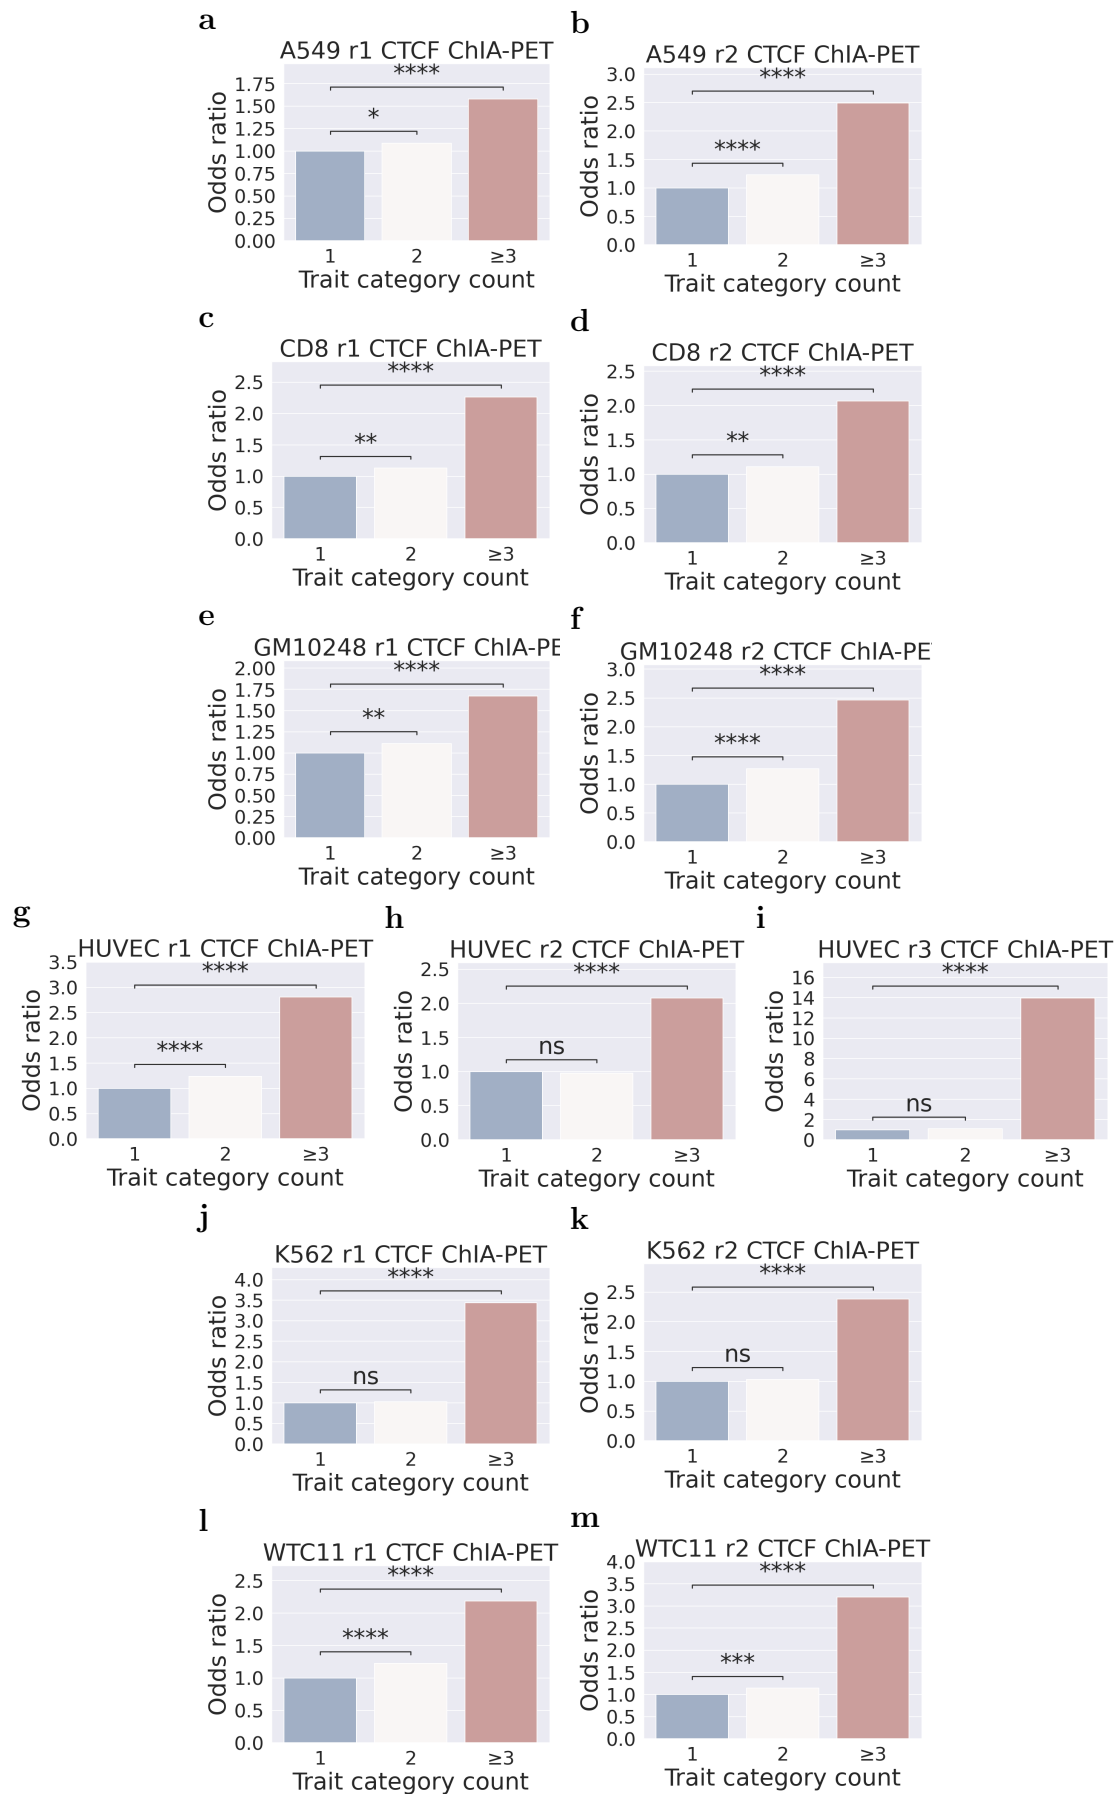 a
A549 r1 CTCF ChIA-PET
****
*
1.75
1.50
1.25
1.00
0.75
0.50
0.25
0.00
Odds ratio
1 2 ≥3
Trait category count
b
A549 r2 CTCF ChIA-PET
****
****
3.0
2.5
2.0
1.5
1.0
0.5
0.0
Odds ratio
1 2 ≥3
Trait category count
c
CD8 r1 CTCF ChIA-PET
****
**
2.5
2.0
1.5
1.0
0.5
0.0
Odds ratio
1 2 ≥3
Trait category count
d
CD8 r2 CTCF ChIA-PET
****
**
2.5
2.0
1.5
1.0
0.5
0.0
Odds ratio
1 2 ≥3
Trait category count
e
GM10248 r1 CTCF ChIA-PE
****
**
2.00
1.75
1.50
1.25
1.00
0.75
0.50
0.25
0.00
Odds ratio
1 2 ≥3
Trait category count
f
GM10248 r2 CTCF ChIA-PE
****
****
3.0
2.5
2.0
1.5
1.0
0.5
0.0
Odds ratio
1 2 ≥3
Trait category count
g
HUVEC r1 CTCF ChIA-PET
****
****
3.5
3.0
2.5
2.0
1.5
1.0
0.5
0.0
Odds ratio
1 2 ≥3
Trait category count
h
HUVEC r2 CTCF ChIA-PET
****
ns
2.5
2.0
1.5
1.0
0.5
0.0
Odds ratio
1 2 ≥3
Trait category count
i
HUVEC r3 CTCF ChIA-PET
****
ns
16
14
12
10
8
6
4
2
0
Odds ratio
1 2 ≥3
Trait category count
j
K562 r1 CTCF ChIA-PET
****
ns
4.0
3.5
3.0
2.5
2.0
1.5
1.0
0.5
0.0
Odds ratio
1 2 ≥3
Trait category count
k
K562 r2 CTCF ChIA-PET
****
ns
2.5
2.0
1.5
1.0
0.5
0.0
Odds ratio
1 2 ≥3
Trait category count
l
WTC11 r1 CTCF ChIA-PET
****
****
2.5
2.0
1.5
1.0
0.5
0.0
Odds ratio
1 2 ≥3
Trait category count
m
WTC11 r2 CTCF ChIA-PET
****
***
4.0
3.5
3.0
2.5
2.0
1.5
1.0
0.5
0.0
Odds ratio
1 2 ≥3
Trait category count